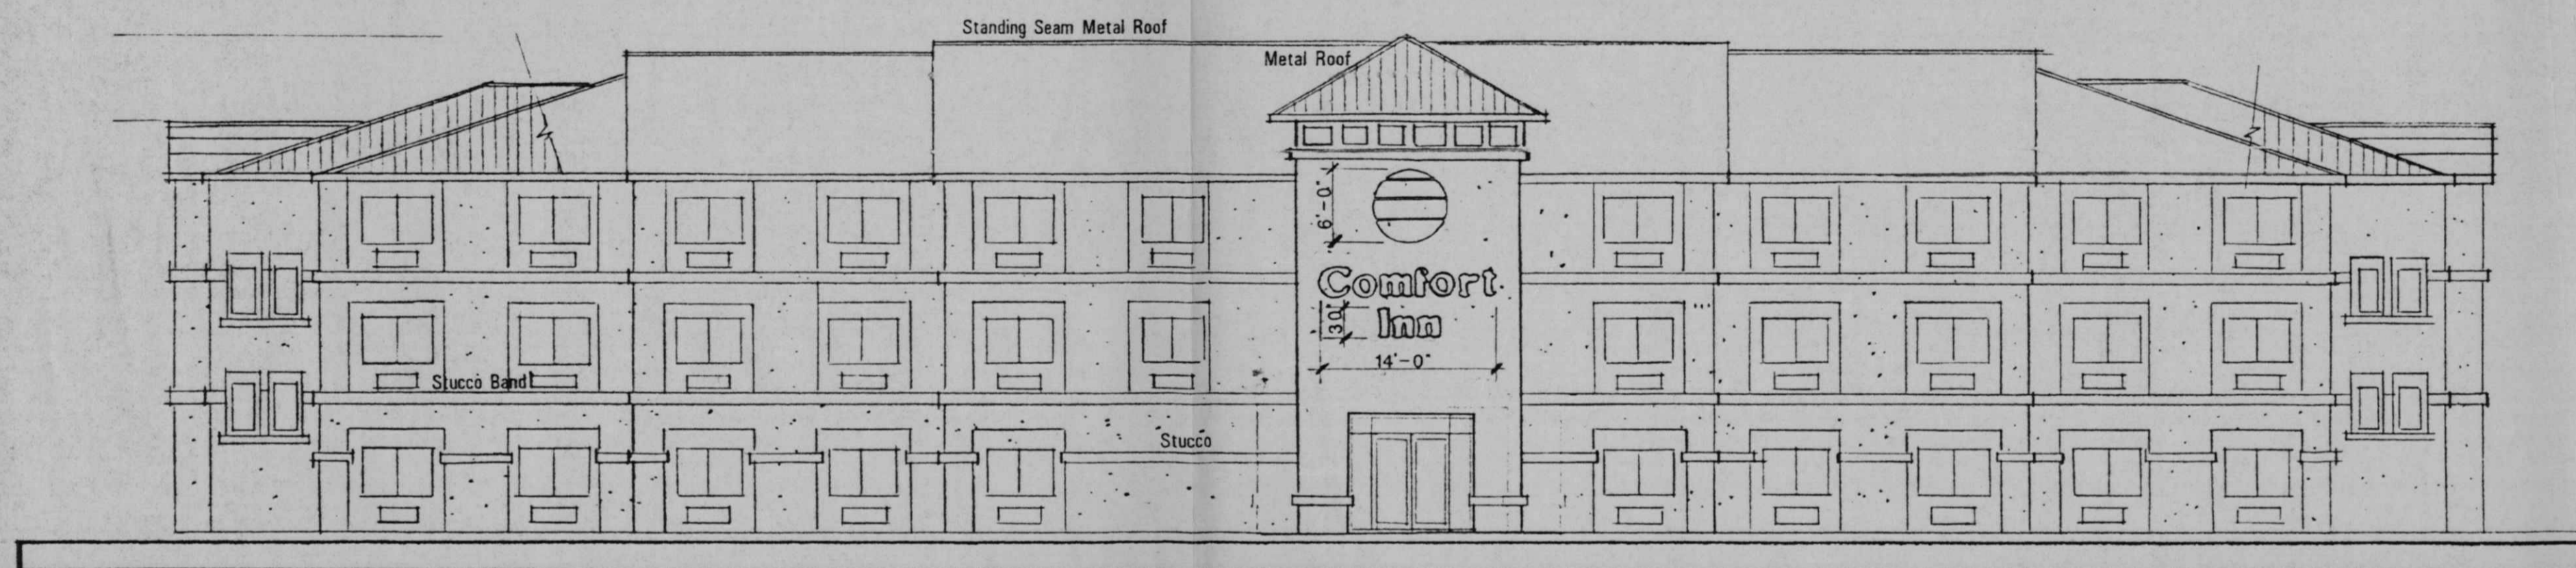 Standing Seam Metal Roof
Metal Roof
6'-0"
Comfort
Inn
30"
14'-0"
Stucco Band
Stucco